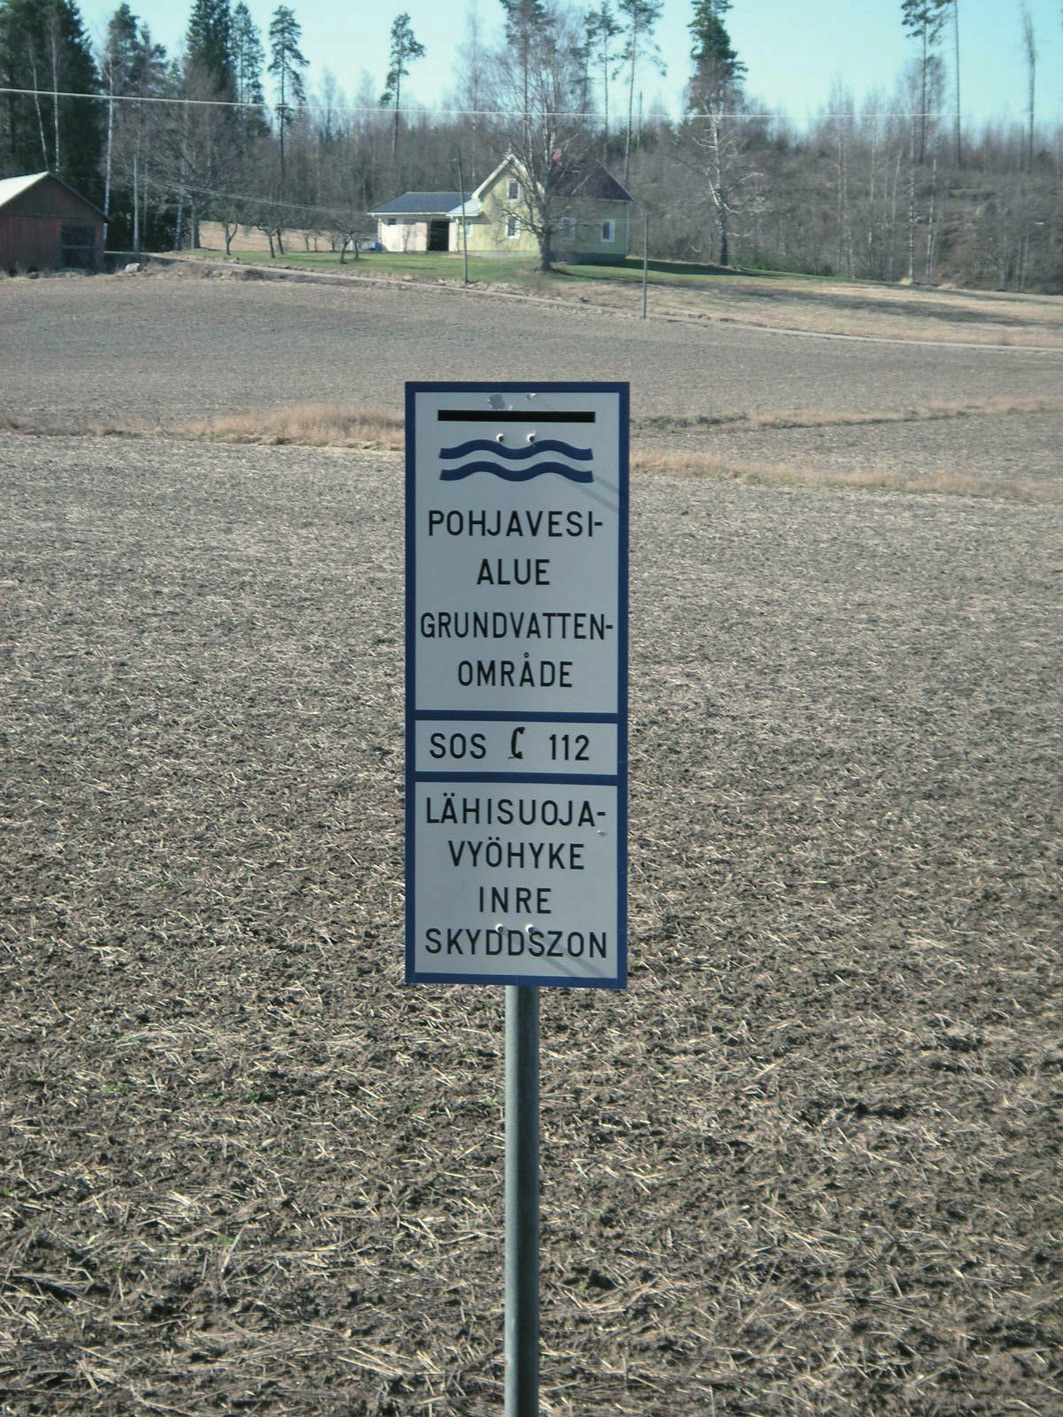 POHJAVESI-
ALUE
GRUNDVATTEN-
OMRÅDE
SOS 112
LÄHISUOJA-
VYÖHYKE
INRE
SKYDDSZON